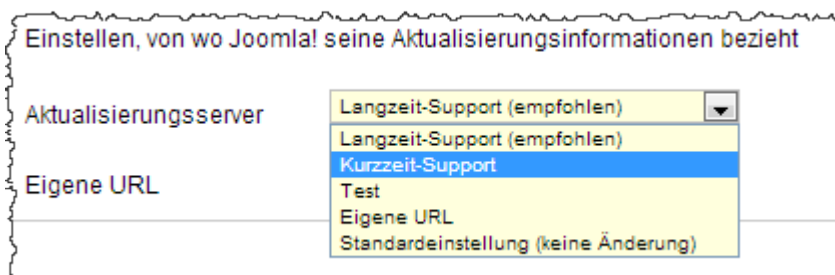 Einstellen, von wo Joomla! seine Aktualisierungsinformationen bezieht
Aktualisierungsserver
Langzeit-Support (empfohlen)
Langzeit-Support (empfohlen)
Kurzzeit-Support
Test
Eigene URL
Eigene URL
Standardeinstellung (keine Änderung)